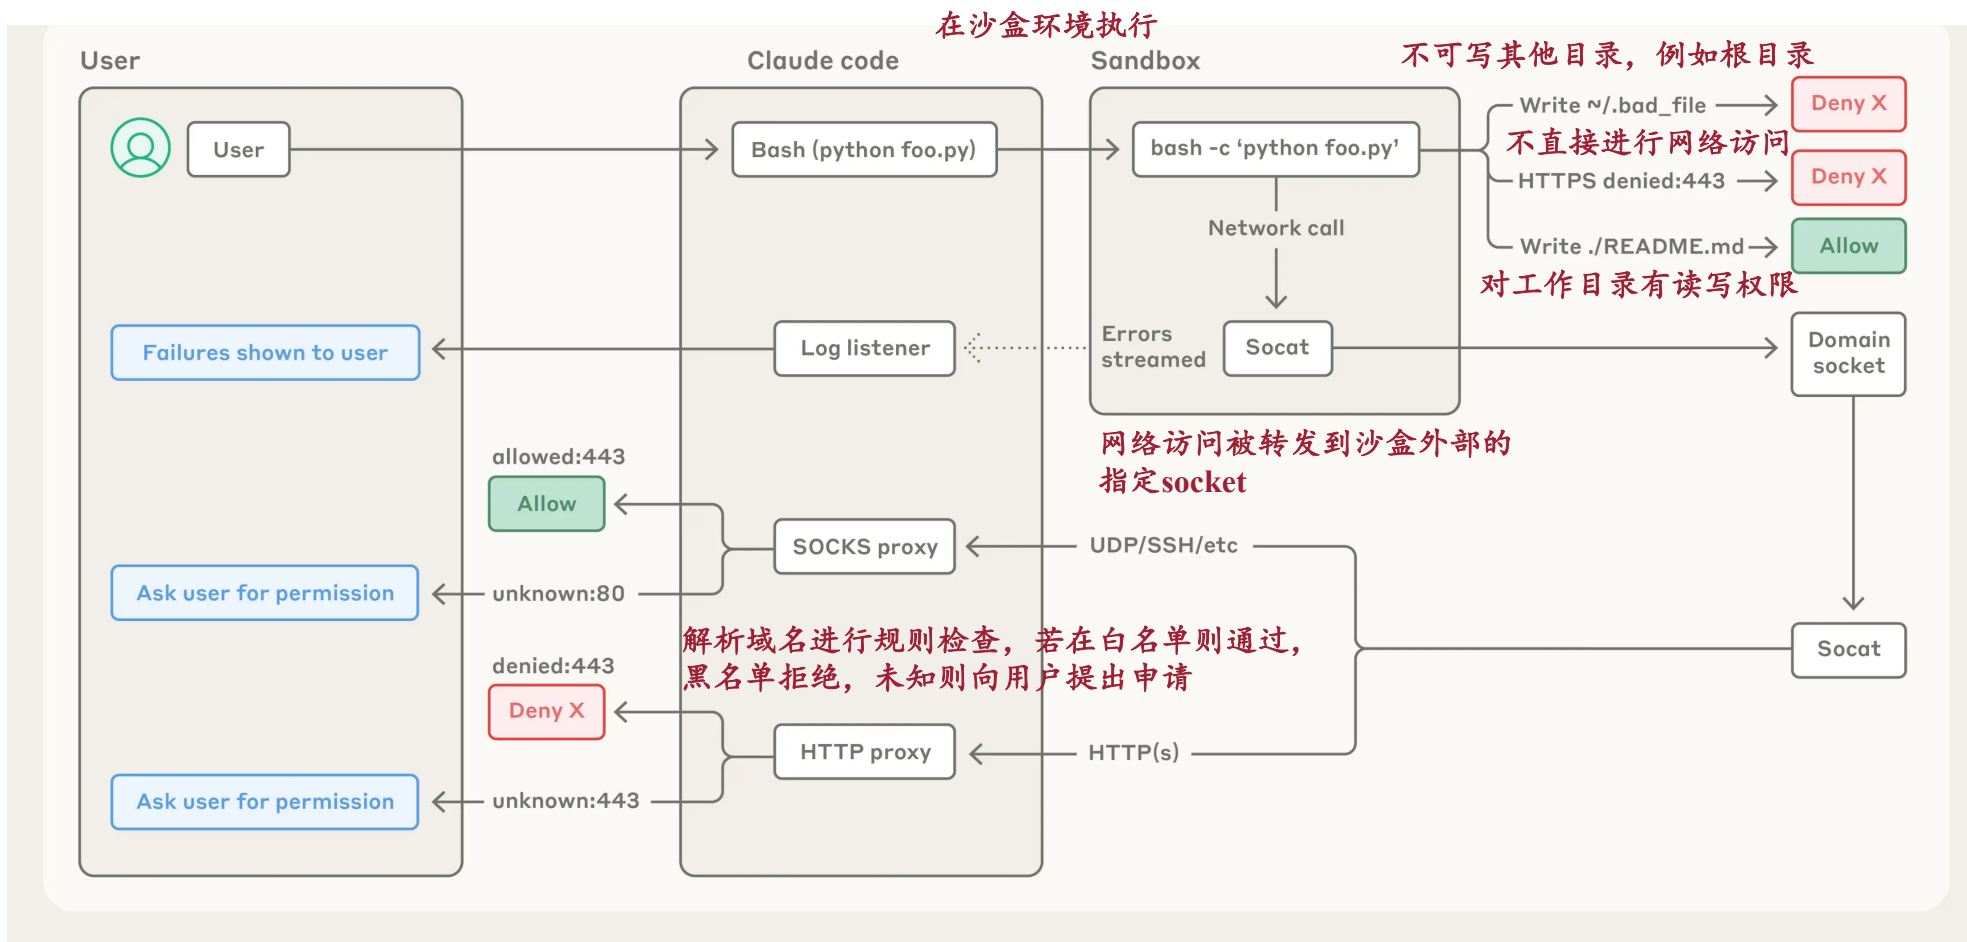 在沙盒环境执行
User
Claude code
Sandbox
不可写其他目录，例如根目录
User
Bash (python foo.py)
bash -c ‘python foo.py’
Write ~/.bad_file
Deny X
不直接进行网络访问
HTTPS denied:443
Deny X
Network call
Write ./README.md
Allow
对工作目录有读写权限
Failures shown to user
Log listener
Errors
streamed
Socat
Domain
socket
网络访问被转发到沙盒外部的
指定socket
allowed:443
Allow
SOCKS proxy
UDP/SSH/etc
Ask user for permission
unknown:80
解析域名进行规则检查，若在白名单则通过，
黑名单拒绝，未知则向用户提出申请
Socat
denied:443
Deny X
HTTP proxy
HTTP(s)
Ask user for permission
unknown:443